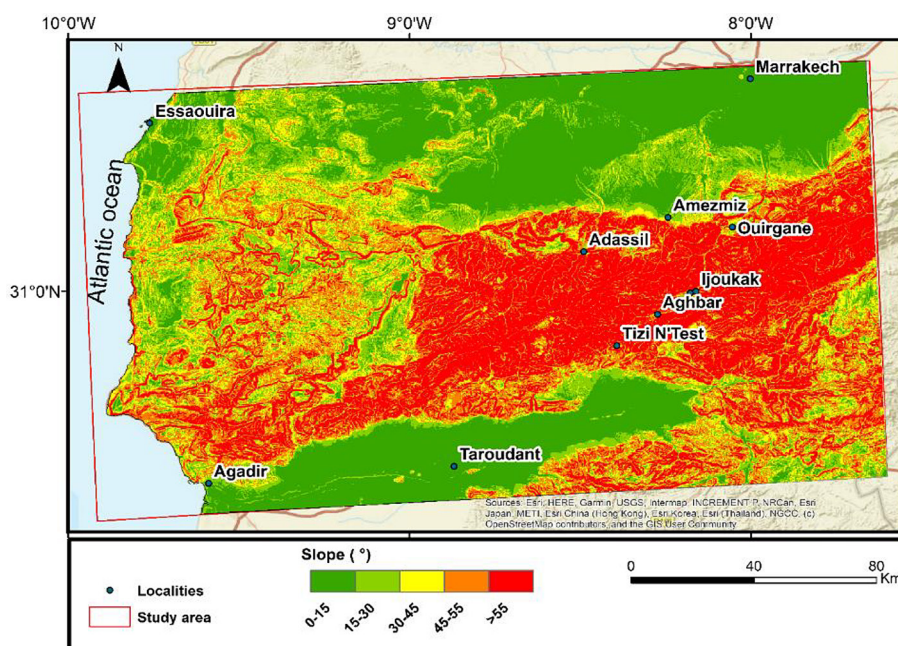 10°0'W
9°0'W
8°0'W
N
Marrakech
Essaouira
Atlantic ocean
Amezmiz
Ouirgane
Adassil
31°0'N
Ijoukak
Aghbar
Tizi N'Test
Taroudant
Agadir
Sources: Esri, HERE, Garmin, USGS, Intermap, INCREMENT P, NRCan, Esri
Japan, METI, Esri China (Hong Kong), Esri Korea, Esri (Thailand), NGCC, (c)
OpenStreetMap contributors, and the GIS User Community
Slope ( ° )
0-15
15-30
30-45
45-55
>55
Localities
Study area
0
40
80
Km